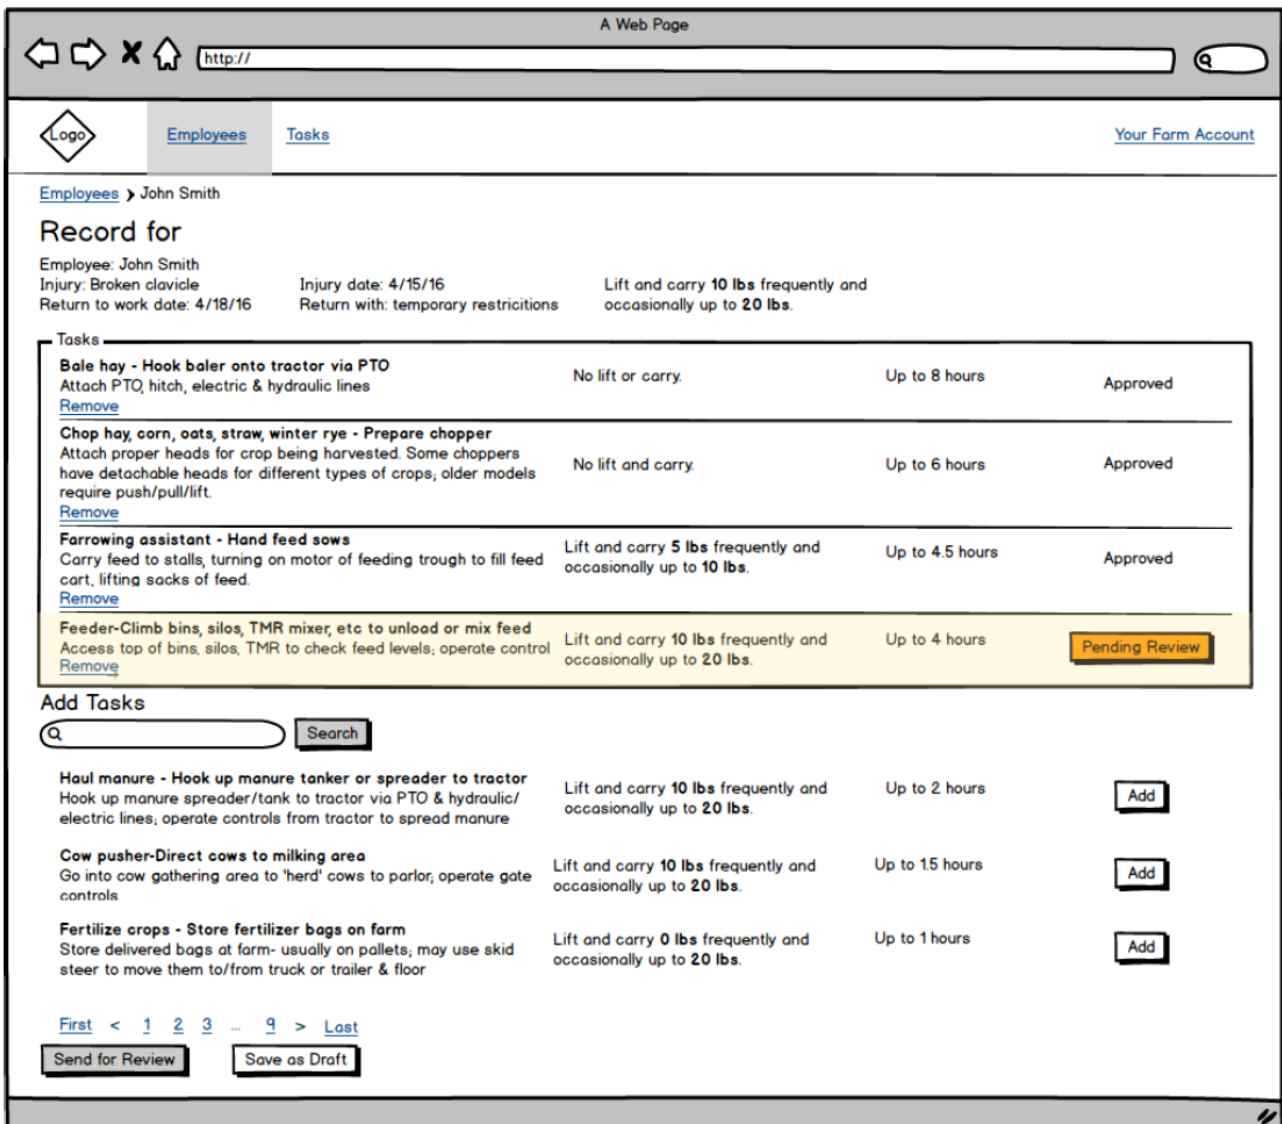 A Web Page
http://
Logo
Employees
Tasks
Your Farm Account
Employees ❯ John Smith
Record for
Employee: John Smith
Injury: Broken clavicle
Injury date: 4/15/16
Lift and carry 10 lbs frequently and
Return to work date: 4/18/16
Return with: temporary restricitions
occasionally up to 20 lbs.
Tasks
Bale hay - Hook baler onto tractor via PTO
Attach PTO, hitch, electric & hydraulic lines
Remove
No lift or carry.
Up to 8 hours
Approved
Chop hay, corn, oats, straw, winter rye - Prepare chopper
Attach proper heads for crop being harvested. Some choppers
have detachable heads for different types of crops; older models
require push/pull/lift.
Remove
No lift and carry.
Up to 6 hours
Approved
Farrowing assistant - Hand feed sows
Carry feed to stalls, turning on motor of feeding trough to fill feed
cart, lifting sacks of feed.
Remove
Lift and carry 5 lbs frequently and
occasionally up to 10 lbs.
Up to 4.5 hours
Approved
Feeder-Climb bins, silos, TMR mixer, etc to unload or mix feed
Access top of bins, silos, TMR to check feed levels; operate control
Remove
Lift and carry 10 lbs frequently and
occasionally up to 20 lbs.
Up to 4 hours
Pending Review
Add Tasks
Search
Haul manure - Hook up manure tanker or spreader to tractor
Hook up manure spreader/tank to tractor via PTO & hydraulic/
electric lines; operate controls from tractor to spread manure
Lift and carry 10 lbs frequently and
occasionally up to 20 lbs.
Up to 2 hours
Add
Cow pusher-Direct cows to milking area
Go into cow gathering area to 'herd' cows to parlor; operate gate
controls
Lift and carry 10 lbs frequently and
occasionally up to 20 lbs.
Up to 1.5 hours
Add
Fertilize crops - Store fertilizer bags on farm
Store delivered bags at farm- usually on pallets; may use skid
steer to move them to/from truck or trailer & floor
Lift and carry 0 lbs frequently and
occasionally up to 20 lbs.
Up to 1 hours
Add
First < 1 2 3 ... 9 > Last
Send for Review
Save as Draft